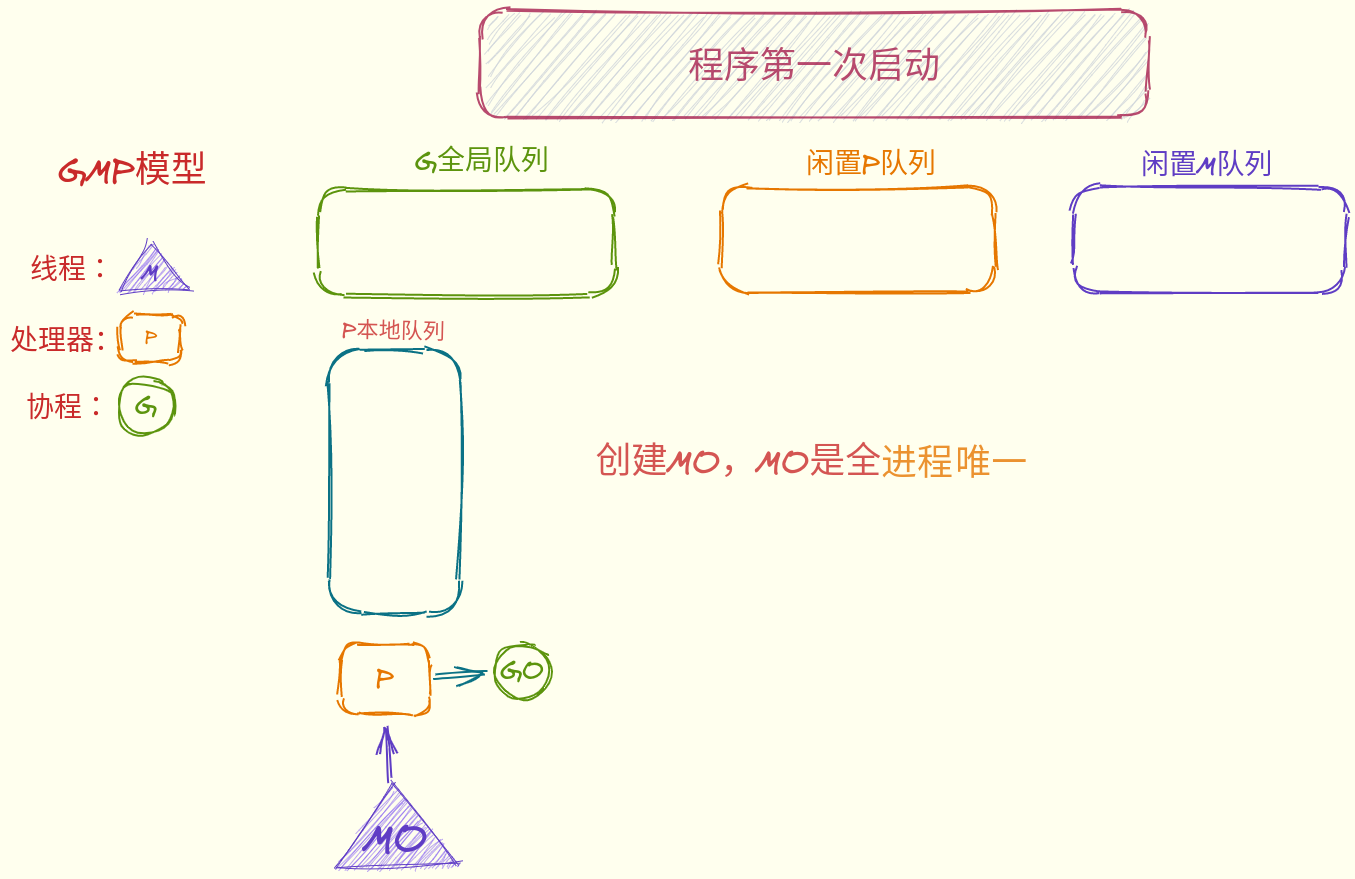 程序第一次启动
GMP模型
G全局队列
闲置P队列
闲置M队列
线程：
M
处理器：
P
协程：
G
P本地队列
创建M0，M0是全进程唯一
P
G0
M0